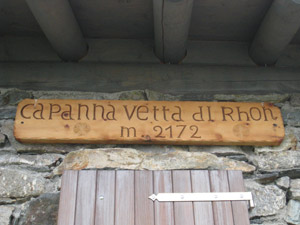 capanna vetta di Rhon
m. 2172